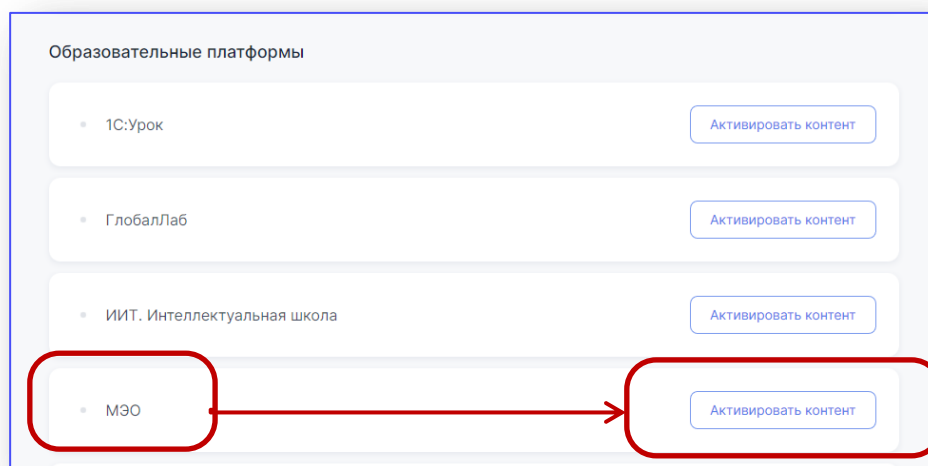 Образовательные платформы
1С:Урок
Активировать контент
ГлобалЛаб
Активировать контент
ИИТ. Интеллектуальная школа
Активировать контент
МЭО
Активировать контент